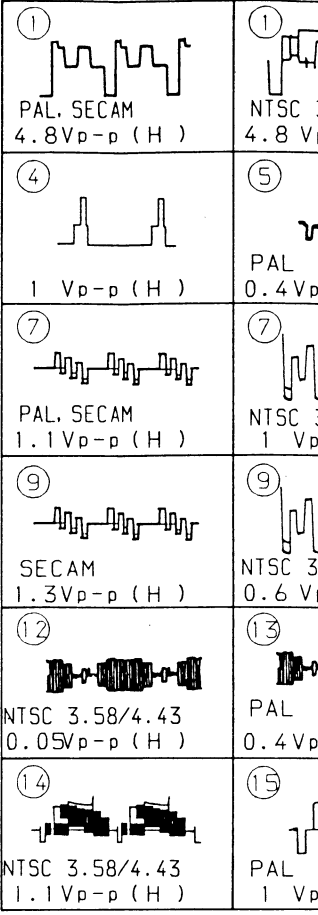 1
PAL, SECAM
4.8Vp-p (H )
1
NTSC
4.8 V
4
1 Vp-p (H )
5
PAL
0.4Vp
7
PAL, SECAM
1.1Vp-p (H )
7
NTSC
1 Vp
9
SECAM
1.3Vp-p (H )
9
NTSC 3.
0.6 V
12
NTSC 3.58/4.43
0.05Vp-p (H )
13
PAL
0.4Vp
14
NTSC 3.58/4.43
1.1Vp-p (H )
15
PAL
1 Vp